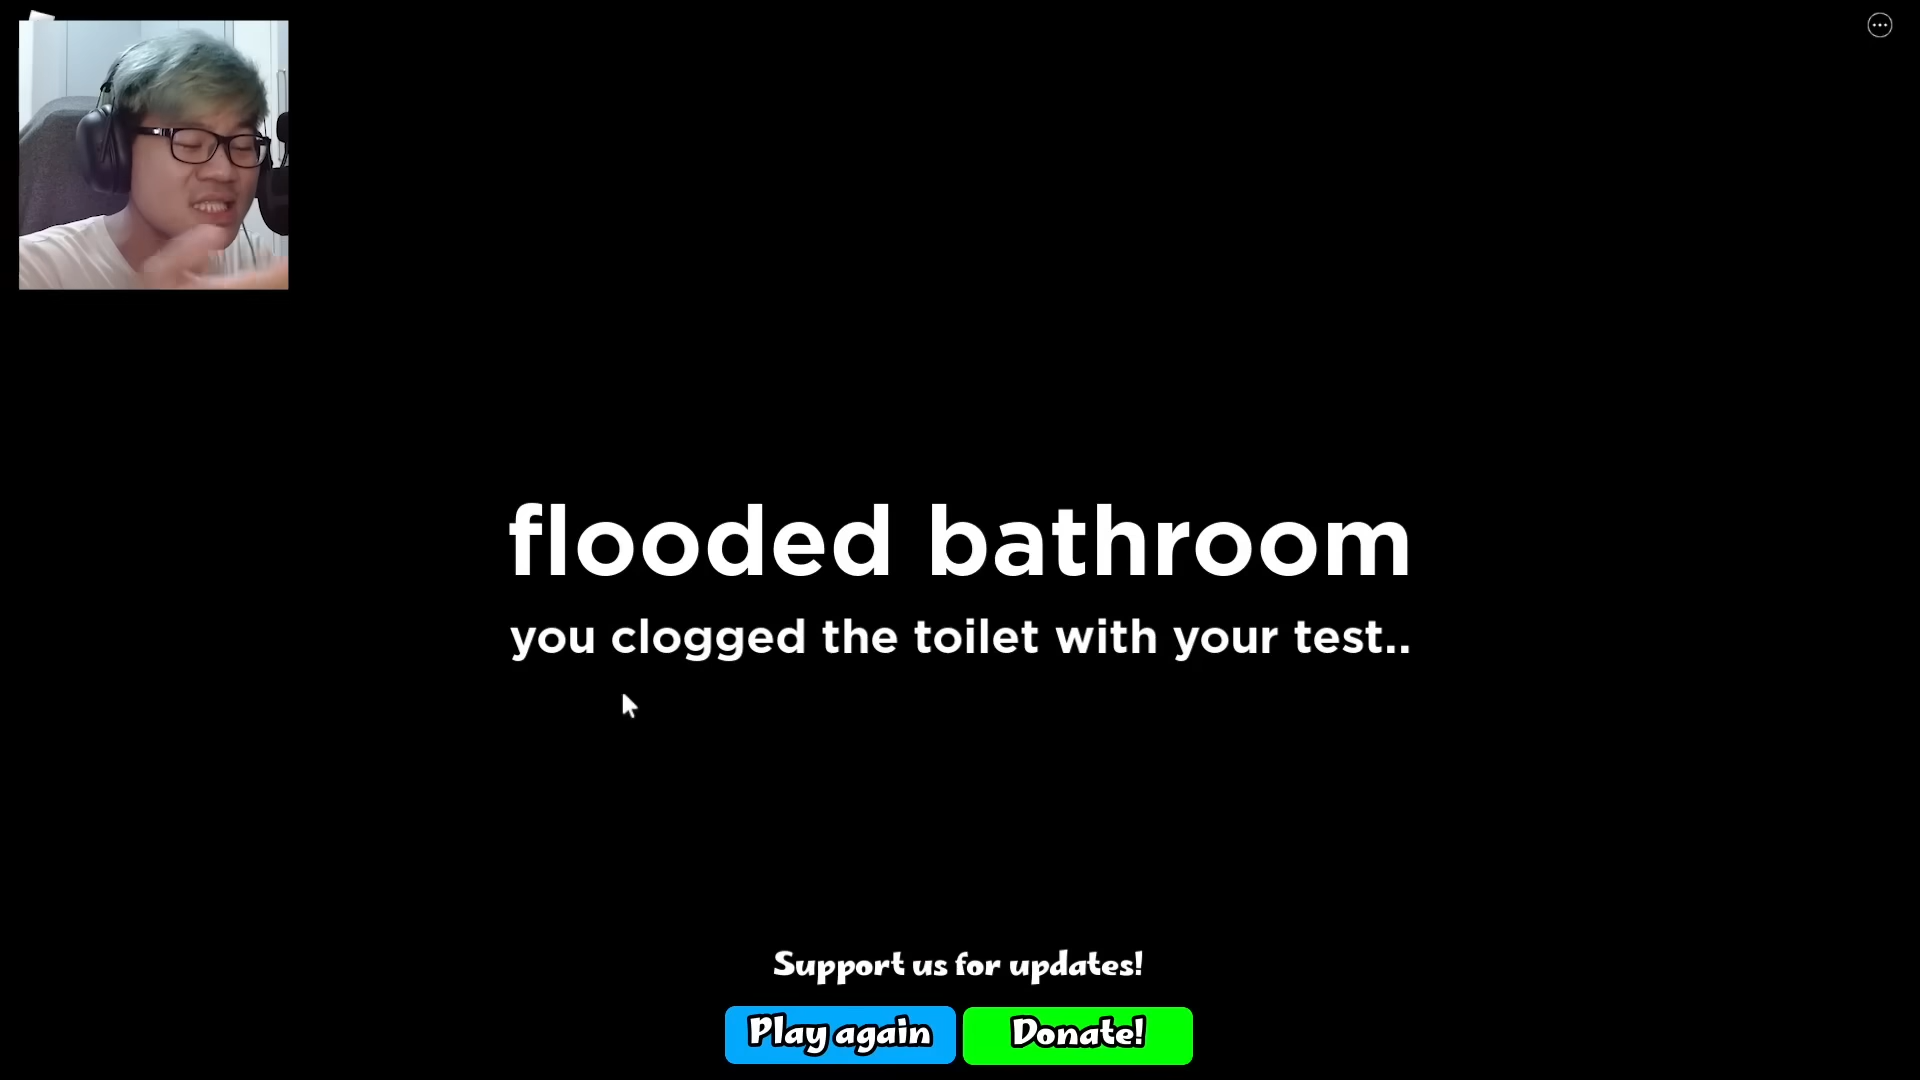 flooded bathroom
you clogged the toilet with your test..
Support us for updates!
Play again
Donate!